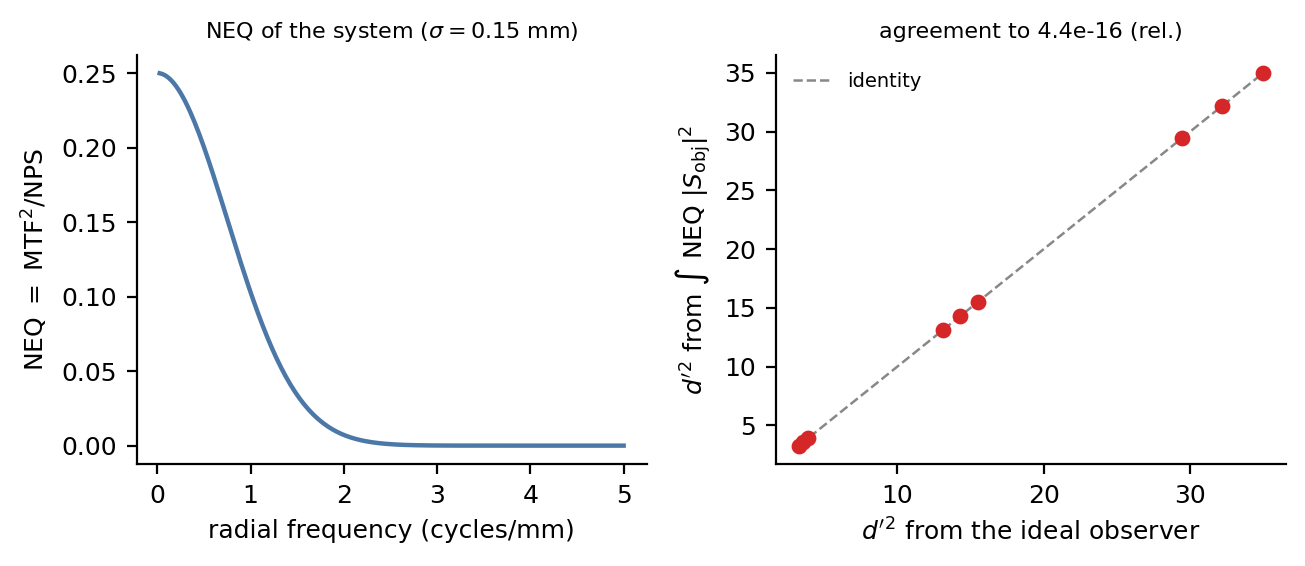 NEQ of the system (σ = 0.15 mm)
NEQ = MTF²/NPS
0.25
0.20
0.15
0.10
0.05
0.00
0 1 2 3 4 5
radial frequency (cycles/mm)
agreement to 4.4e-16 (rel.)
identity
d′² from ∫ NEQ |S_obj|²
35
30
25
20
15
10
5
10 20 30
d′² from the ideal observer